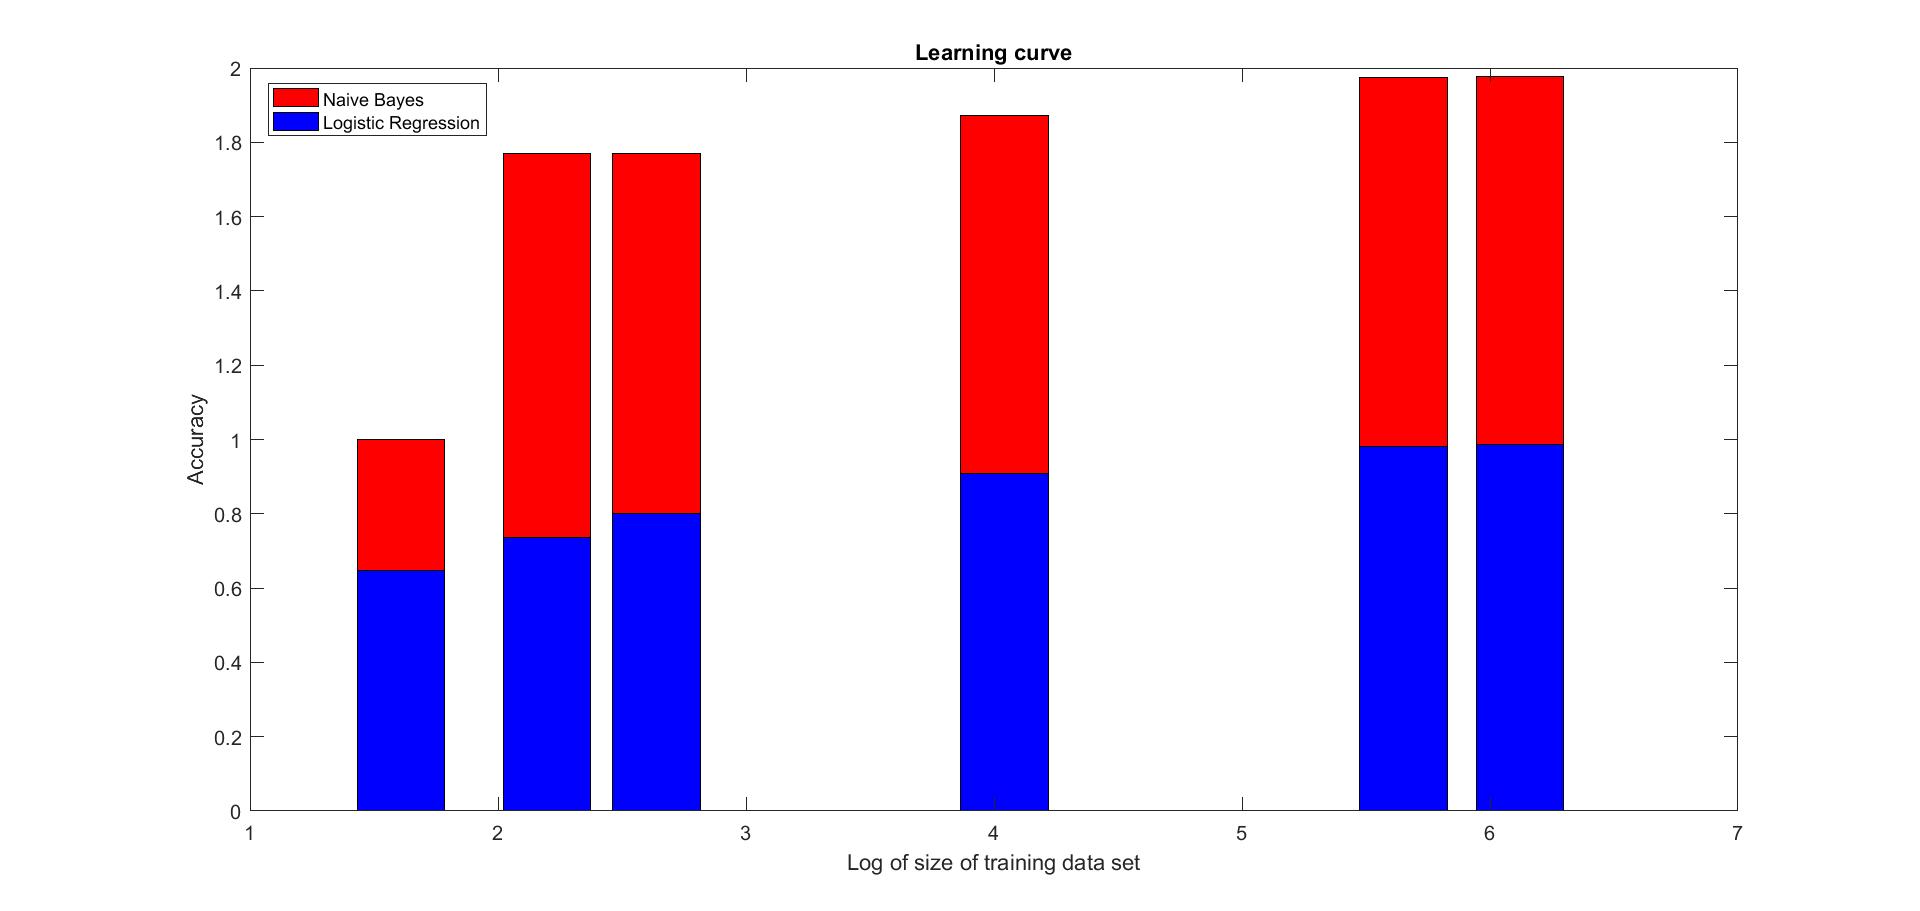 Learning curve
Naive Bayes
Logistic Regression
2
1.8
1.6
1.4
1.2
1
0.8
0.6
0.4
0.2
0
Accuracy
1 2 3 4 5 6 7
Log of size of training data set